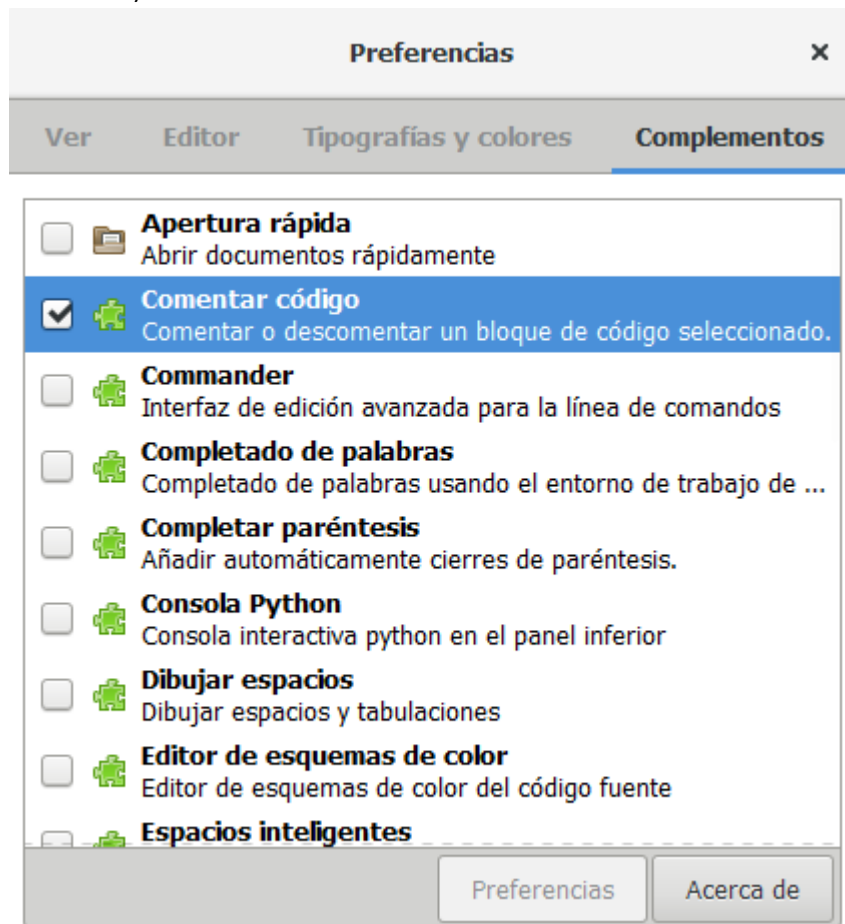 Preferencias
Ver Editor Tipografías y colores Complementos
Apertura rápida
Abrir documentos rápidamente
Comentar código
Comentar o descomentar un bloque de código seleccionado.
Commander
Interfaz de edición avanzada para la línea de comandos
Completado de palabras
Completado de palabras usando el entorno de trabajo de ...
Completar paréntesis
Añadir automáticamente cierres de paréntesis.
Consola Python
Consola interactiva python en el panel inferior
Dibujar espacios
Dibujar espacios y tabulaciones
Editor de esquemas de color
Editor de esquemas de color del código fuente
Espacios inteligentes
Preferencias Acerca de